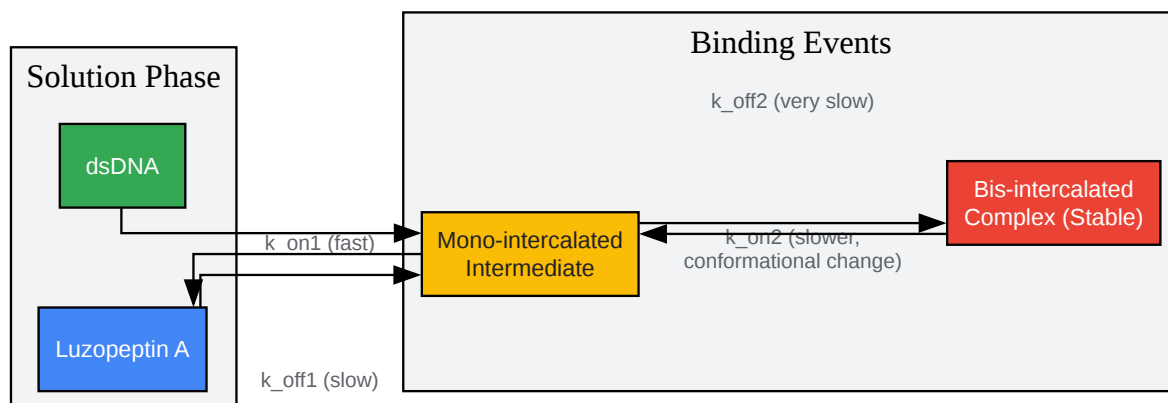 Solution Phase
dsDNA
Luzopeptin A
k_on1 (fast)
k_off1 (slow)
Binding Events
k_off2 (very slow)
Mono-intercalated
Intermediate
k_on2 (slower,
conformational change)
Bis-intercalated
Complex (Stable)